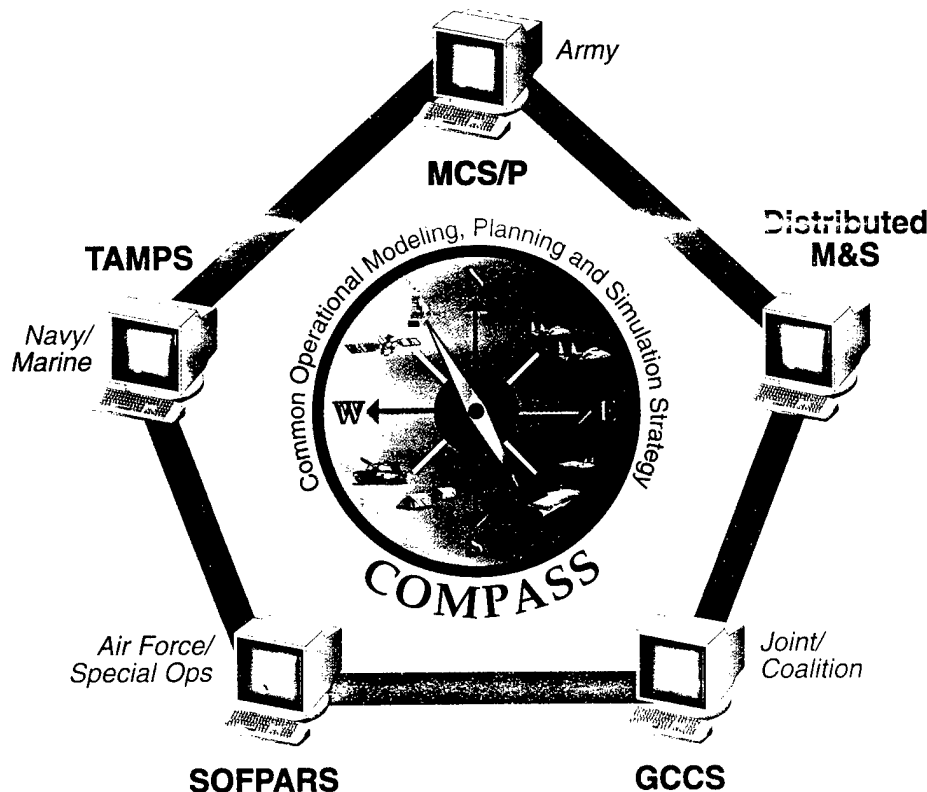 Army
MCS/P
Distributed
M&S
TAMPS
Common Operational Modeling, Planning and Simulation Strategy
Navy/
Marine
W
E
S
COMPASS
Air Force/
Special Ops
Joint/
Coalition
SOFPARS
GCCS